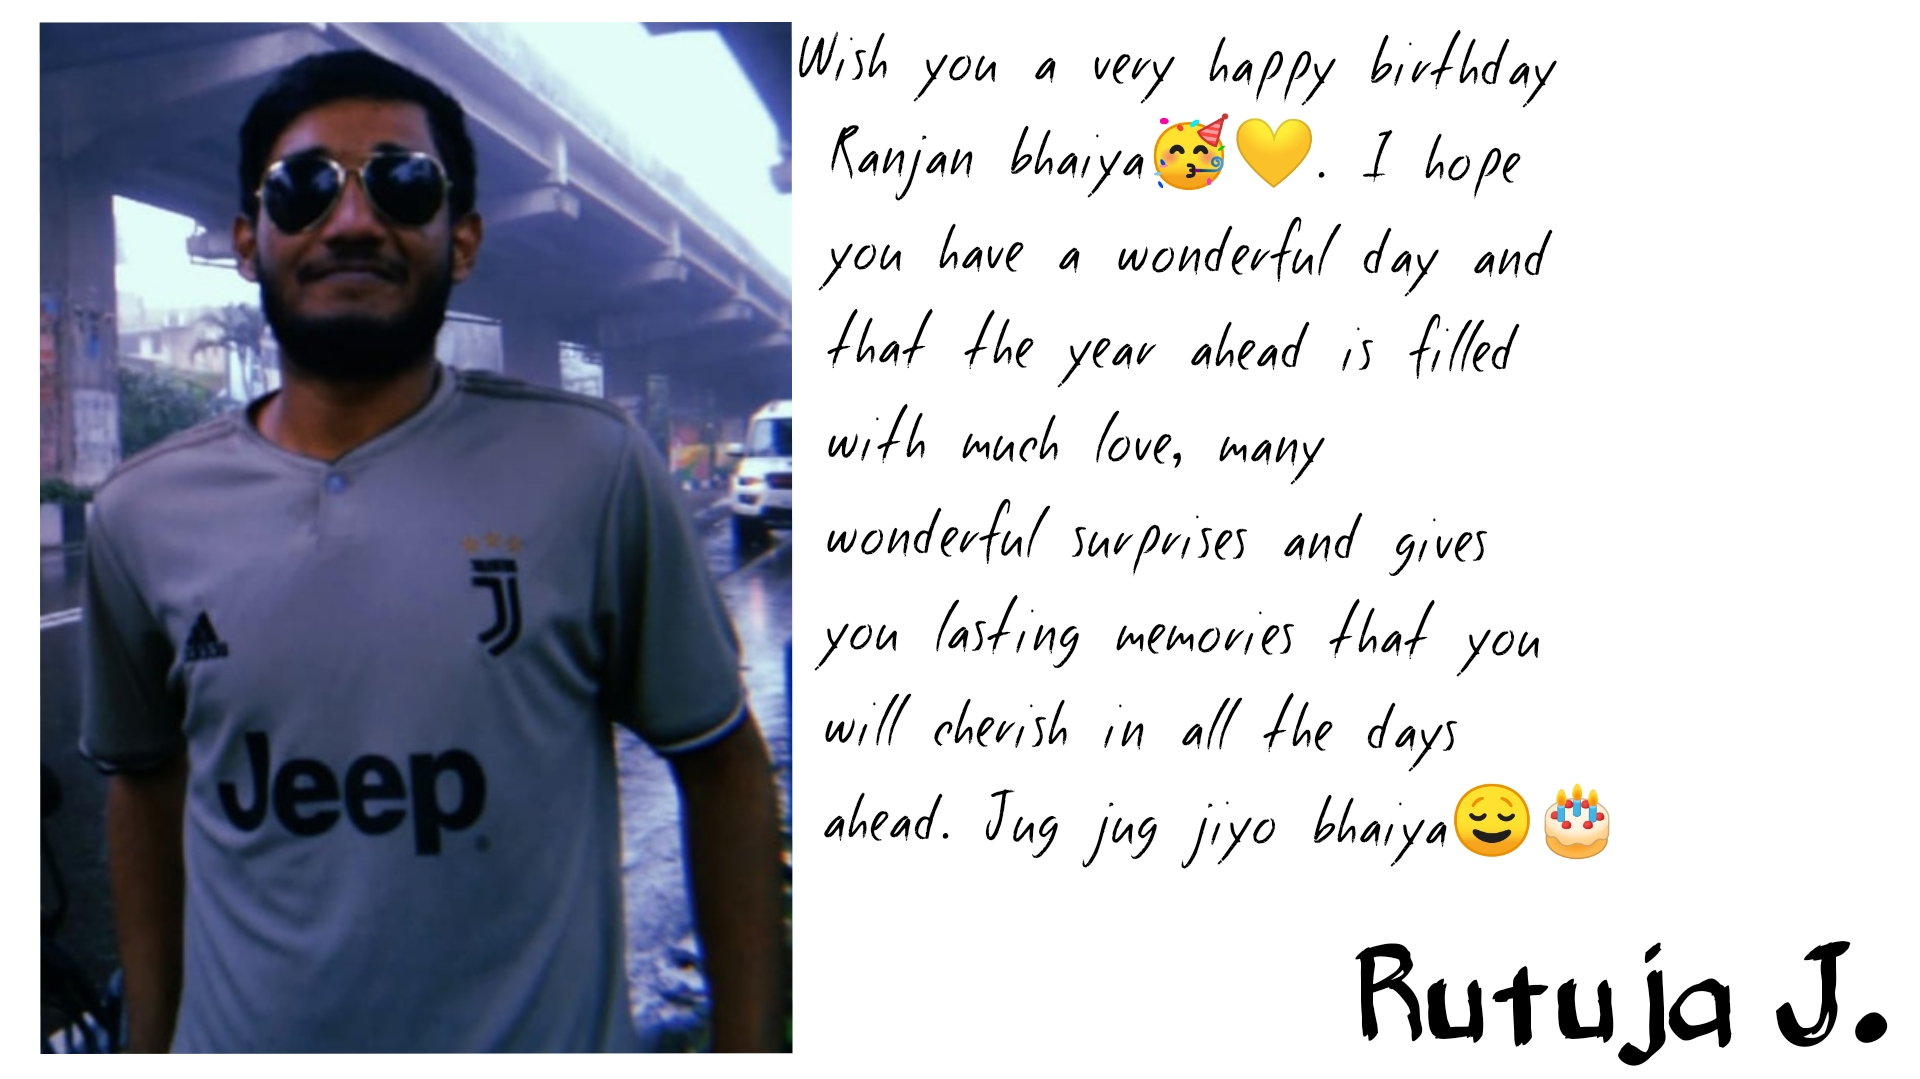 Wish you a very happy birthday
Ranjan bhaiya🥳💛. I hope
you have a wonderful day and
that the year ahead is filled
with much love, many
wonderful surprises and gives
you lasting memories that you
will cherish in all the days
ahead. Jug jug jiyo bhaiya😌🎂
Rutuja J.
JUVENTUS
J
adidas
Jeep